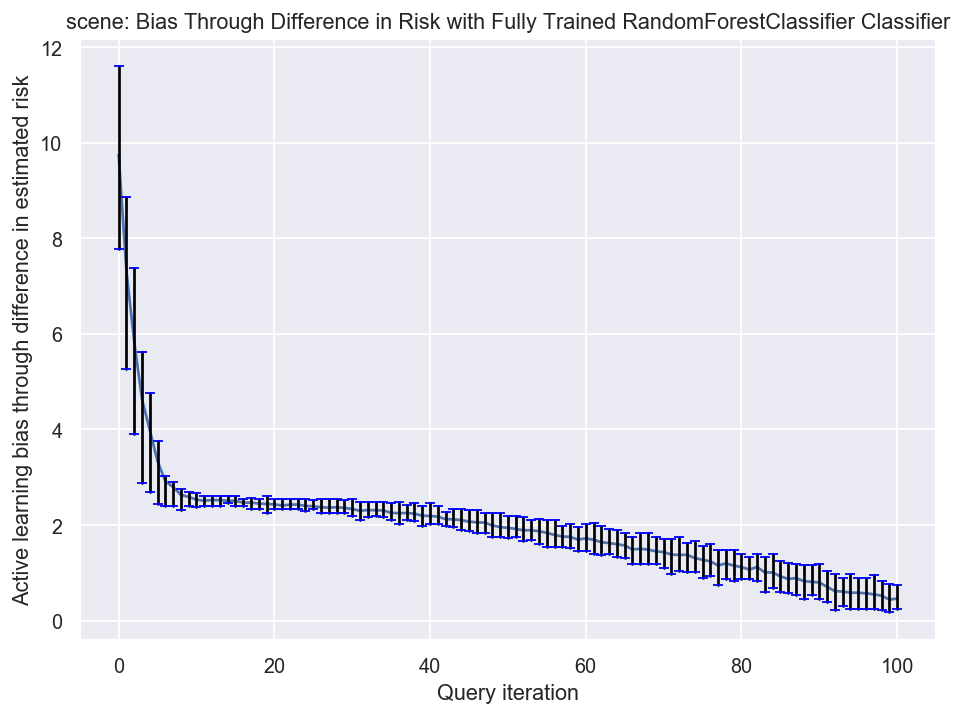 scene: Bias Through Difference in Risk with Fully Trained RandomForestClassifier Classifier
Active learning bias through difference in estimated risk
12
10
8
6
4
2
0
0 20 40 60 80 100
Query iteration